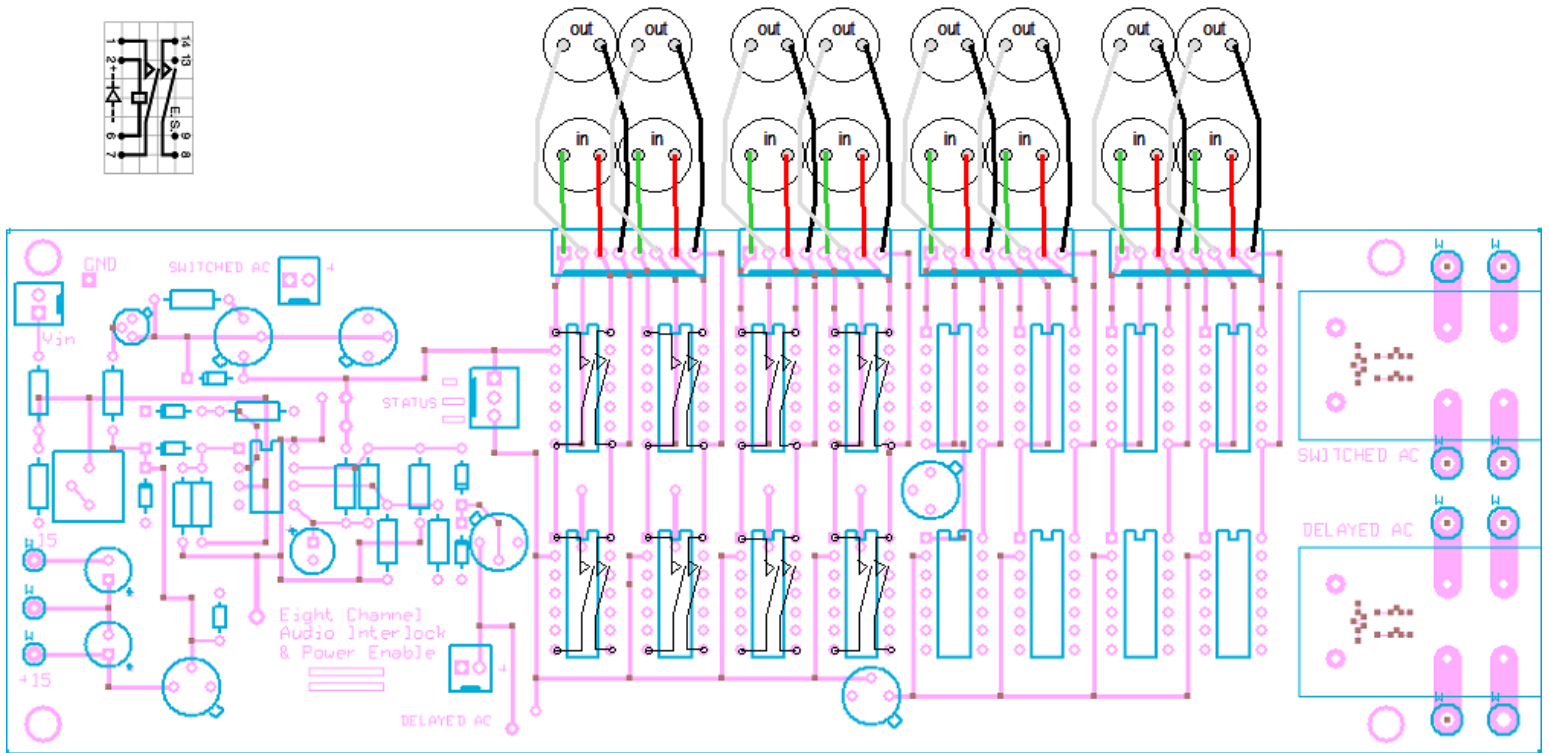 out out out out out out out out
1 14
2 + 13
E.S.
6 9
7 8
in in in in in in in in
GND
SWITCHED AC
+
Vin
STATUS
SWITCHED AC
W W
W W
W W
DELAYED AC
-15
W
W
W
+15
+
+
+
Eight Channel
Audio Interlock
& Power Enable
+
DELAYED AC
W W